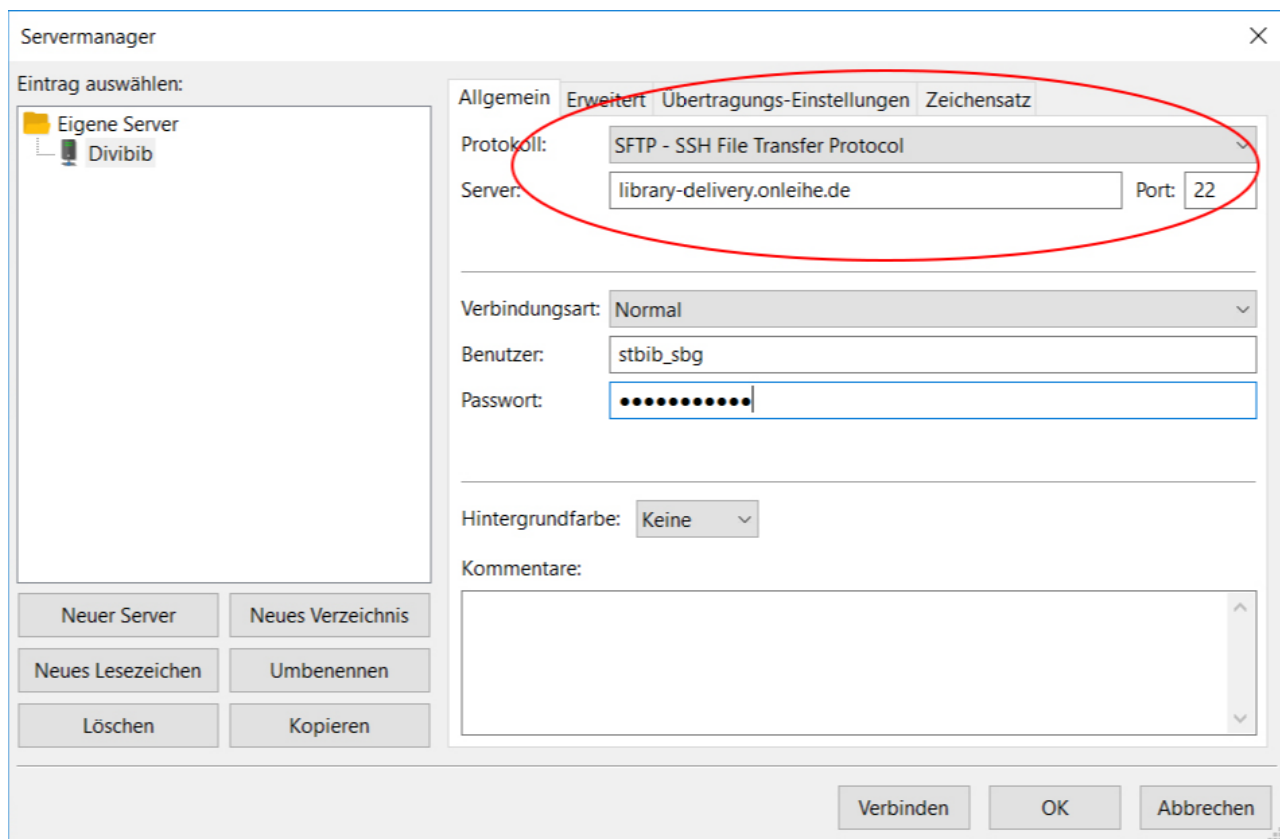 Servermanager
Eintrag auswählen:
Eigene Server
Divibib
Neuer Server Neues Verzeichnis
Neues Lesezeichen Umbenennen
Löschen Kopieren
Allgemein Erweitert Übertragungs-Einstellungen Zeichensatz
Protokoll: SFTP - SSH File Transfer Protocol
Server: library-delivery.onleihe.de Port: 22
Verbindungsart: Normal
Benutzer: stbib_sbg
Passwort: ●●●●●●●●●●●
Hintergrundfarbe: Keine
Kommentare:
Verbinden OK Abbrechen